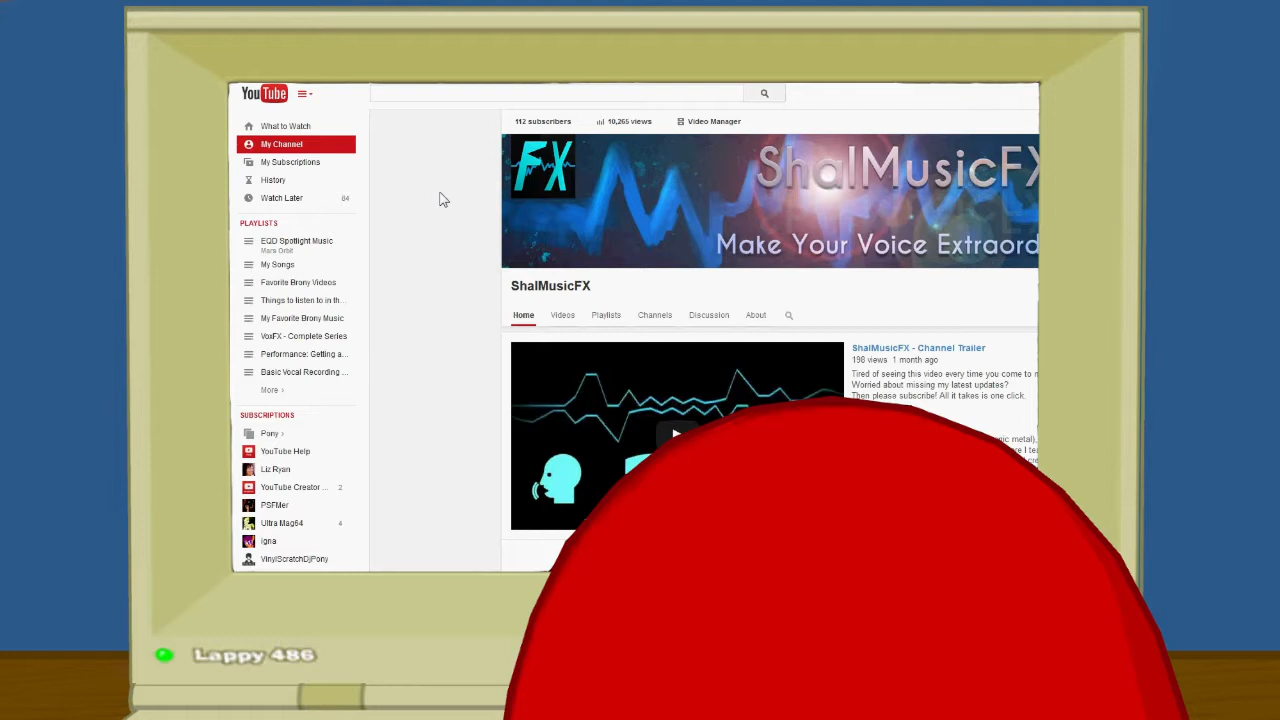 YouTube
What to Watch
My Channel
My Subscriptions
History
Watch Later 84
PLAYLISTS
EQD Spotlight Music
Mars Orbit
My Songs
Favorite Brony Videos
Things to listen to in th...
My Favorite Brony Music
VoxFX - Complete Series
Performance: Getting a...
Basic Vocal Recording ...
More ›
SUBSCRIPTIONS
Pony ›
YouTube Help
Liz Ryan
YouTube Creator ... 2
PSFMer
Ultra Mag64 4
Igna
VinylScratchDjPony
112 subscribers 10,265 views Video Manager
FX
ShalMusicFX
Make Your Voice Extraord
ShalMusicFX
Home Videos Playlists Channels Discussion About
ShalMusicFX - Channel Trailer
198 views 1 month ago
Tired of seeing this video every time you come to m
Worried about missing my latest updates?
Then please subscribe! All it takes is one click.
Lappy 486